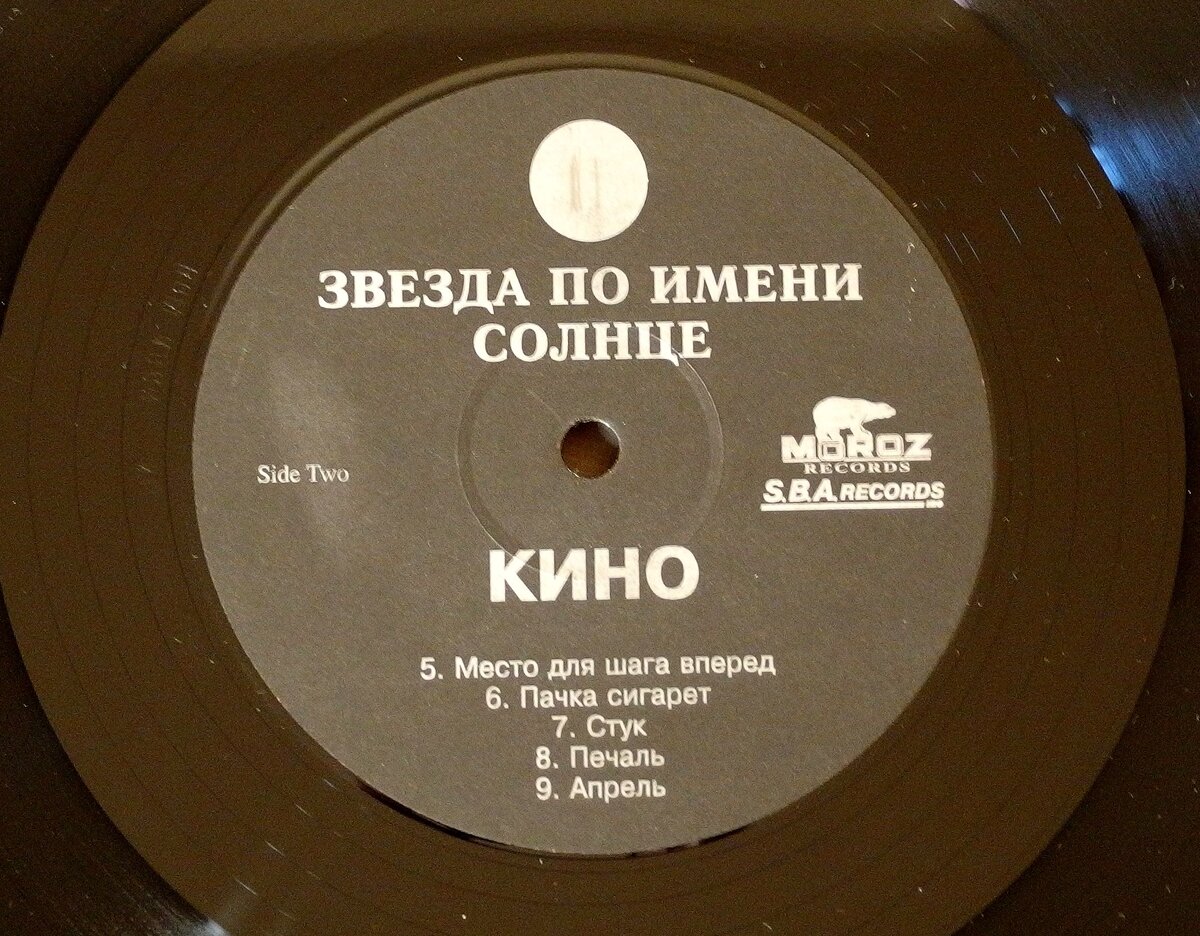 ЗВЕЗДА ПО ИМЕНИ
СОЛНЦЕ
Side Two
MOROZ
RECORDS
S.B.A. RECORDS
КИНО
5. Место для шага вперед
6. Пачка сигарет
7. Стук
8. Печаль
9. Апрель